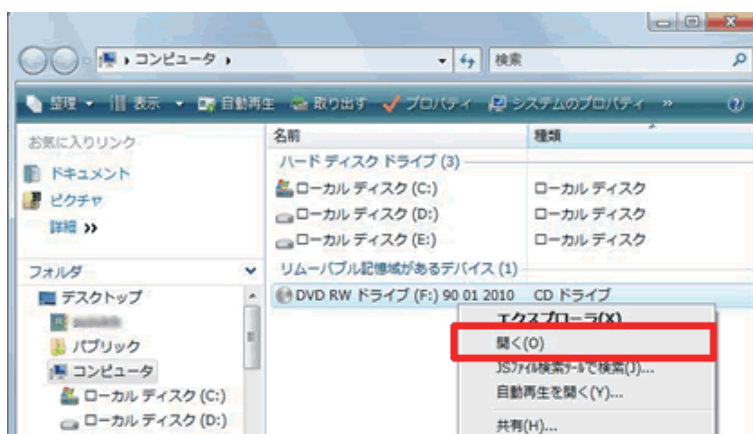 コンピュータ
検索
整理 表示 自動再生 取り出す プロパティ システムのプロパティ »
お気に入りリンク
ドキュメント
ピクチャ
詳細 »
フォルダ
デスクトップ
パブリック
コンピュータ
ローカル ディスク (C:)
ローカル ディスク (D:)
名前 種類
ハード ディスク ドライブ (3)
ローカル ディスク (C:) ローカル ディスク
ローカル ディスク (D:) ローカル ディスク
ローカル ディスク (E:) ローカル ディスク
リムーバブル記憶域があるデバイス (1)
DVD RW ドライブ (F:) 90 01 2010 CD ドライブ
エクスプローラ(X)
開く(O)
JSファイル検索ツールで検索(J)...
自動再生を開く(Y)...
共有(H)...